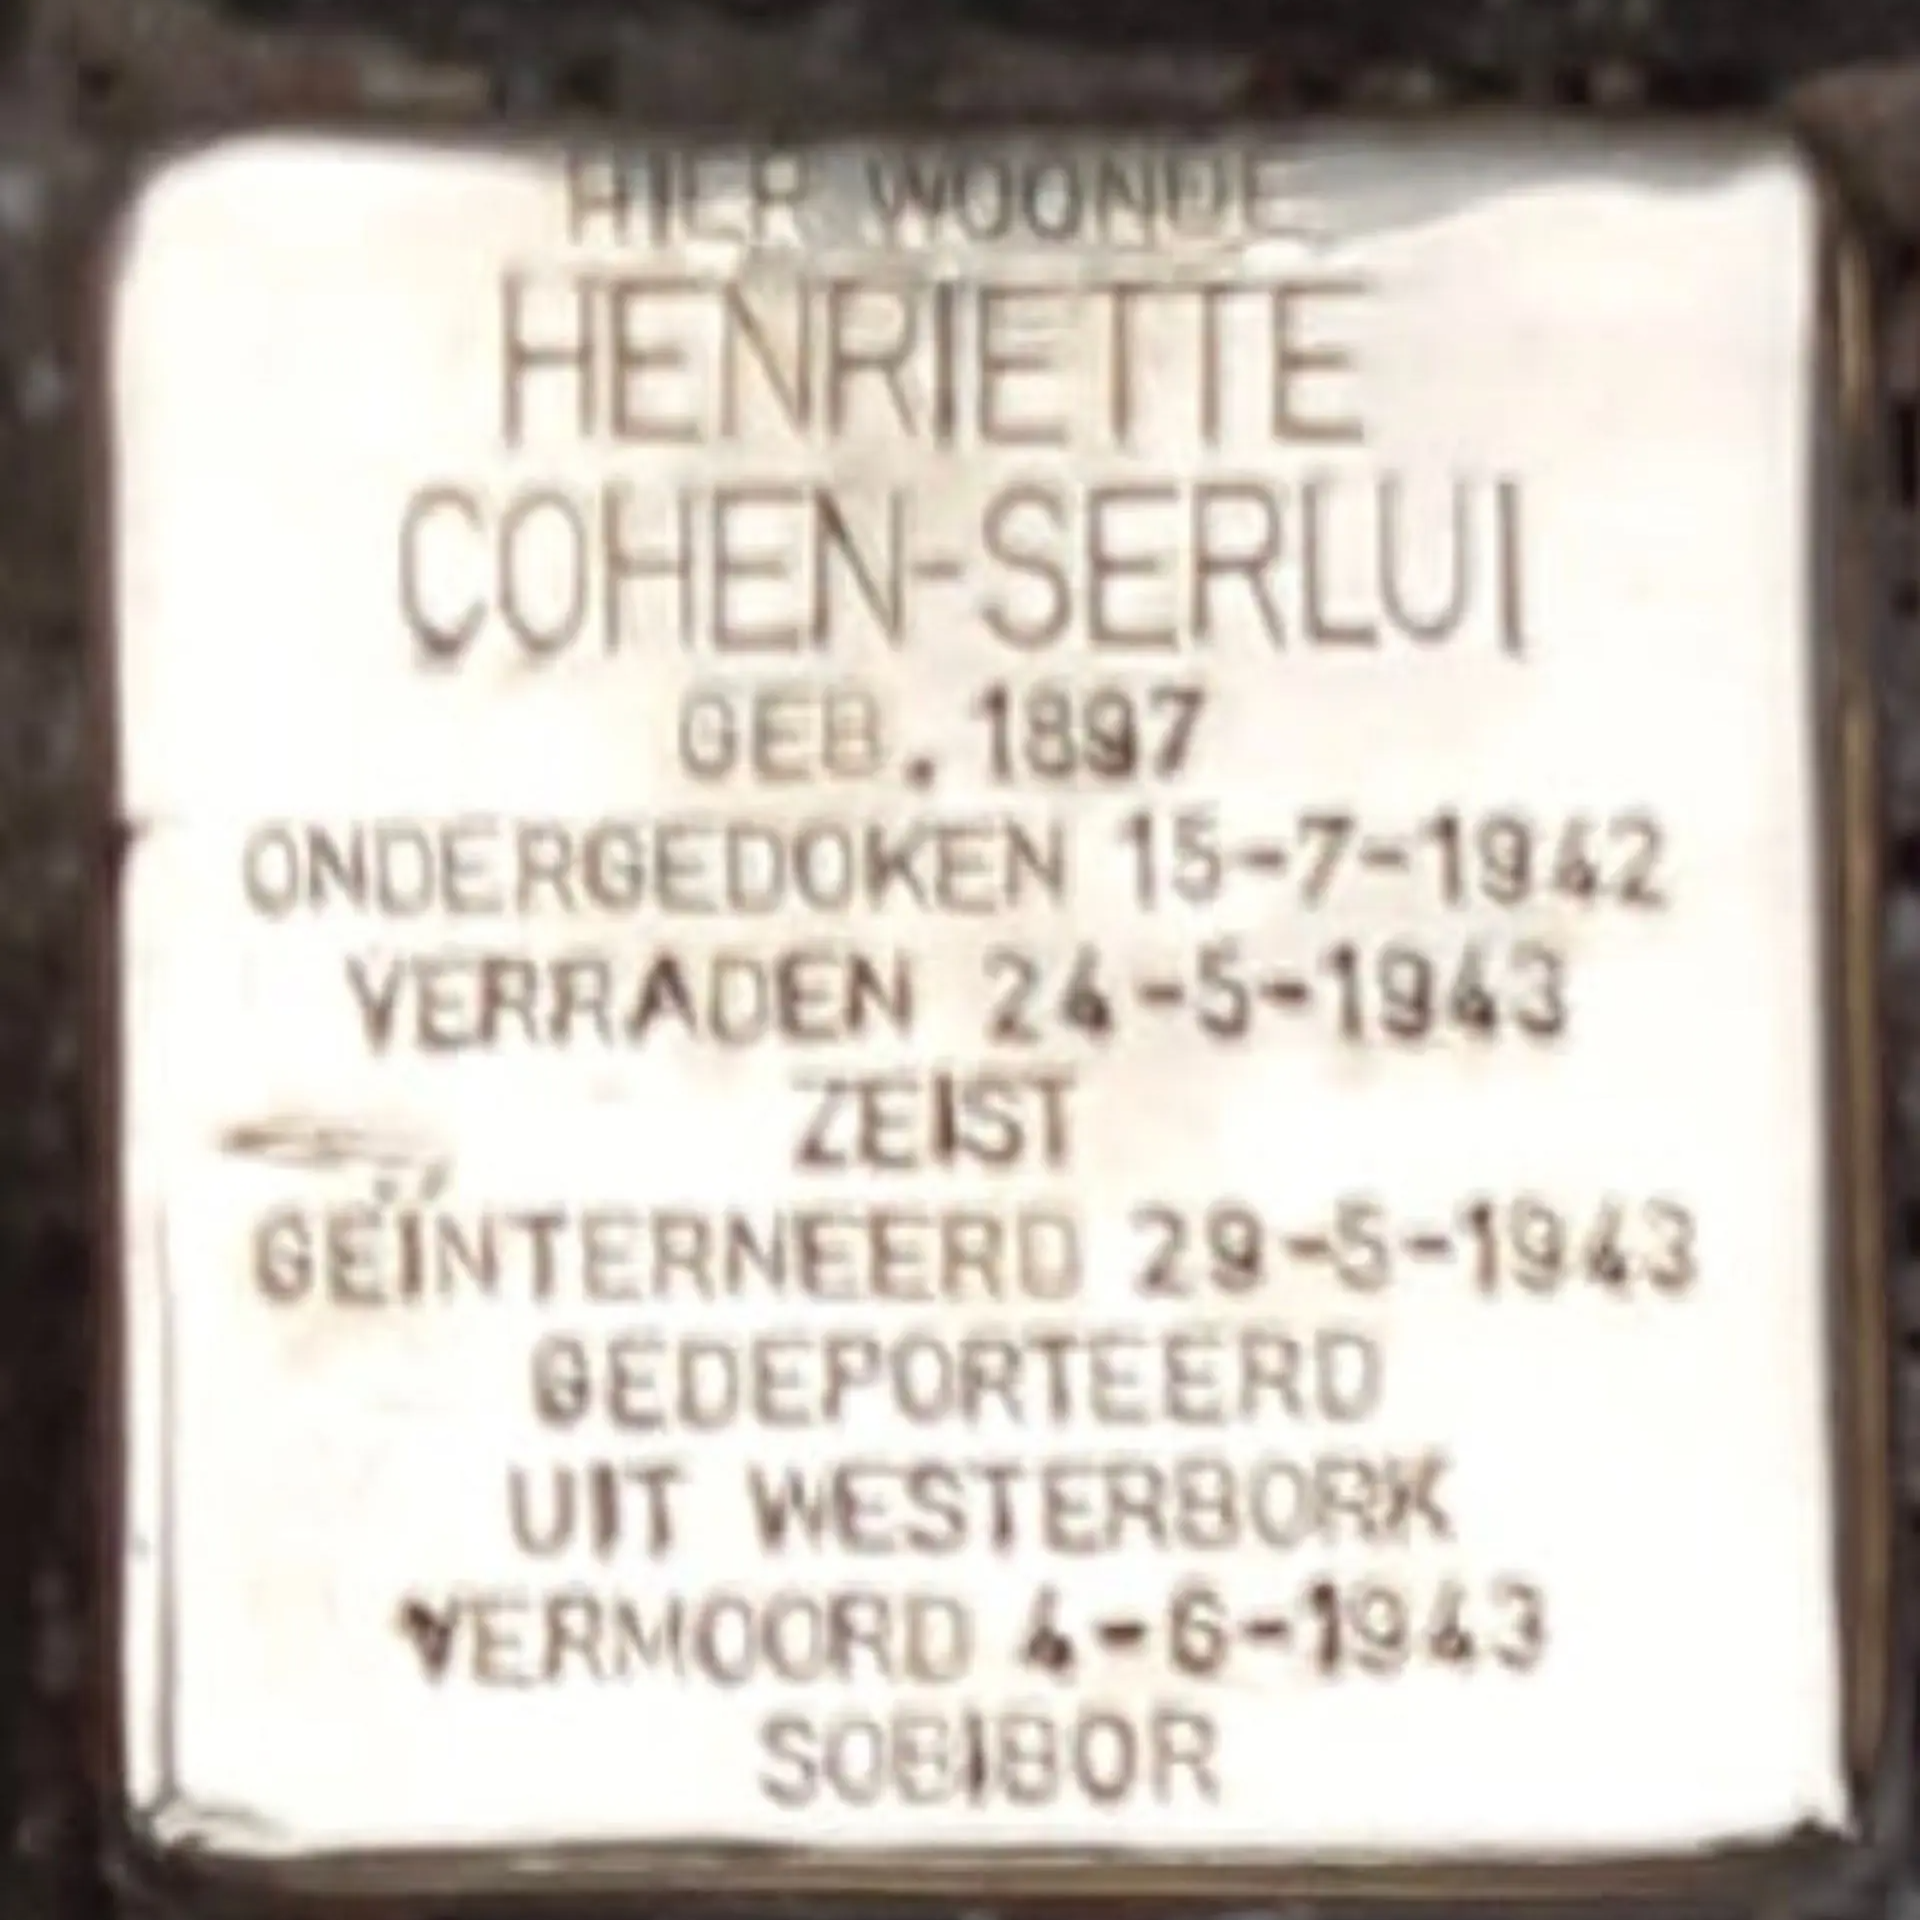 HIER WOONDE
HENRIETTE
COHEN-SERLUI
GEB. 1897
ONDERGEDOKEN 15-7-1942
VERRADEN 24-5-1943
ZEIST
GEÏNTERNEERD 29-5-1943
GEDEPORTEERD
UIT WESTERBORK
VERMOORD 4-6-1943
SOBIBOR